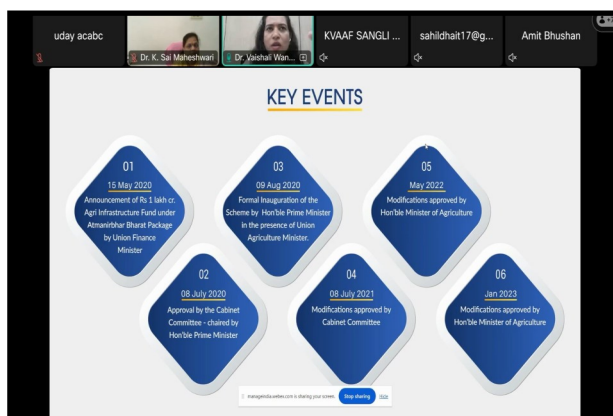 uday acabc
Dr. K. Sai Maheshwari
Dr. Vaishali Wan...
KVAAF SANGLI ...
sahildhait17@g...
Amit Bhushan
KEY EVENTS
01
15 May 2020
Announcement of Rs 1 lakh cr.
Agri Infrastructure Fund under
Atmanirbhar Bharat Package
by Union Finance
Minister
03
09 Aug 2020
Formal Inauguration of the
Scheme by Hon'ble Prime Minister
in the presence of Union
Agriculture Minister.
05
May 2022
Modifications approved by
Hon'ble Minister of Agriculture
02
08 July 2020
Approval by the Cabinet
Committee - chaired by
Hon'ble Prime Minister
04
08 July 2021
Modifications approved by
Cabinet Committee
06
Jan 2023
Modifications approved by
Hon'ble Minister of Agriculture
manageindia.webex.com is sharing your screen. Stop sharing Hide